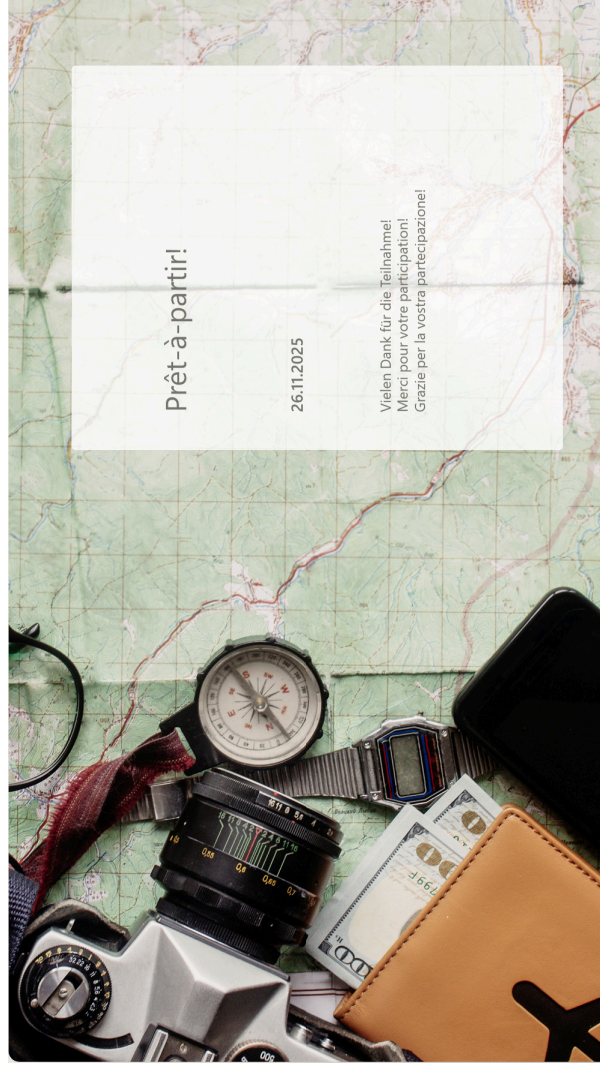 Prêt-à-partir!
26.11.2025
Vielen Dank für die Teilnahme!
Merci pour votre participation!
Grazie per la vostra partecipazione!